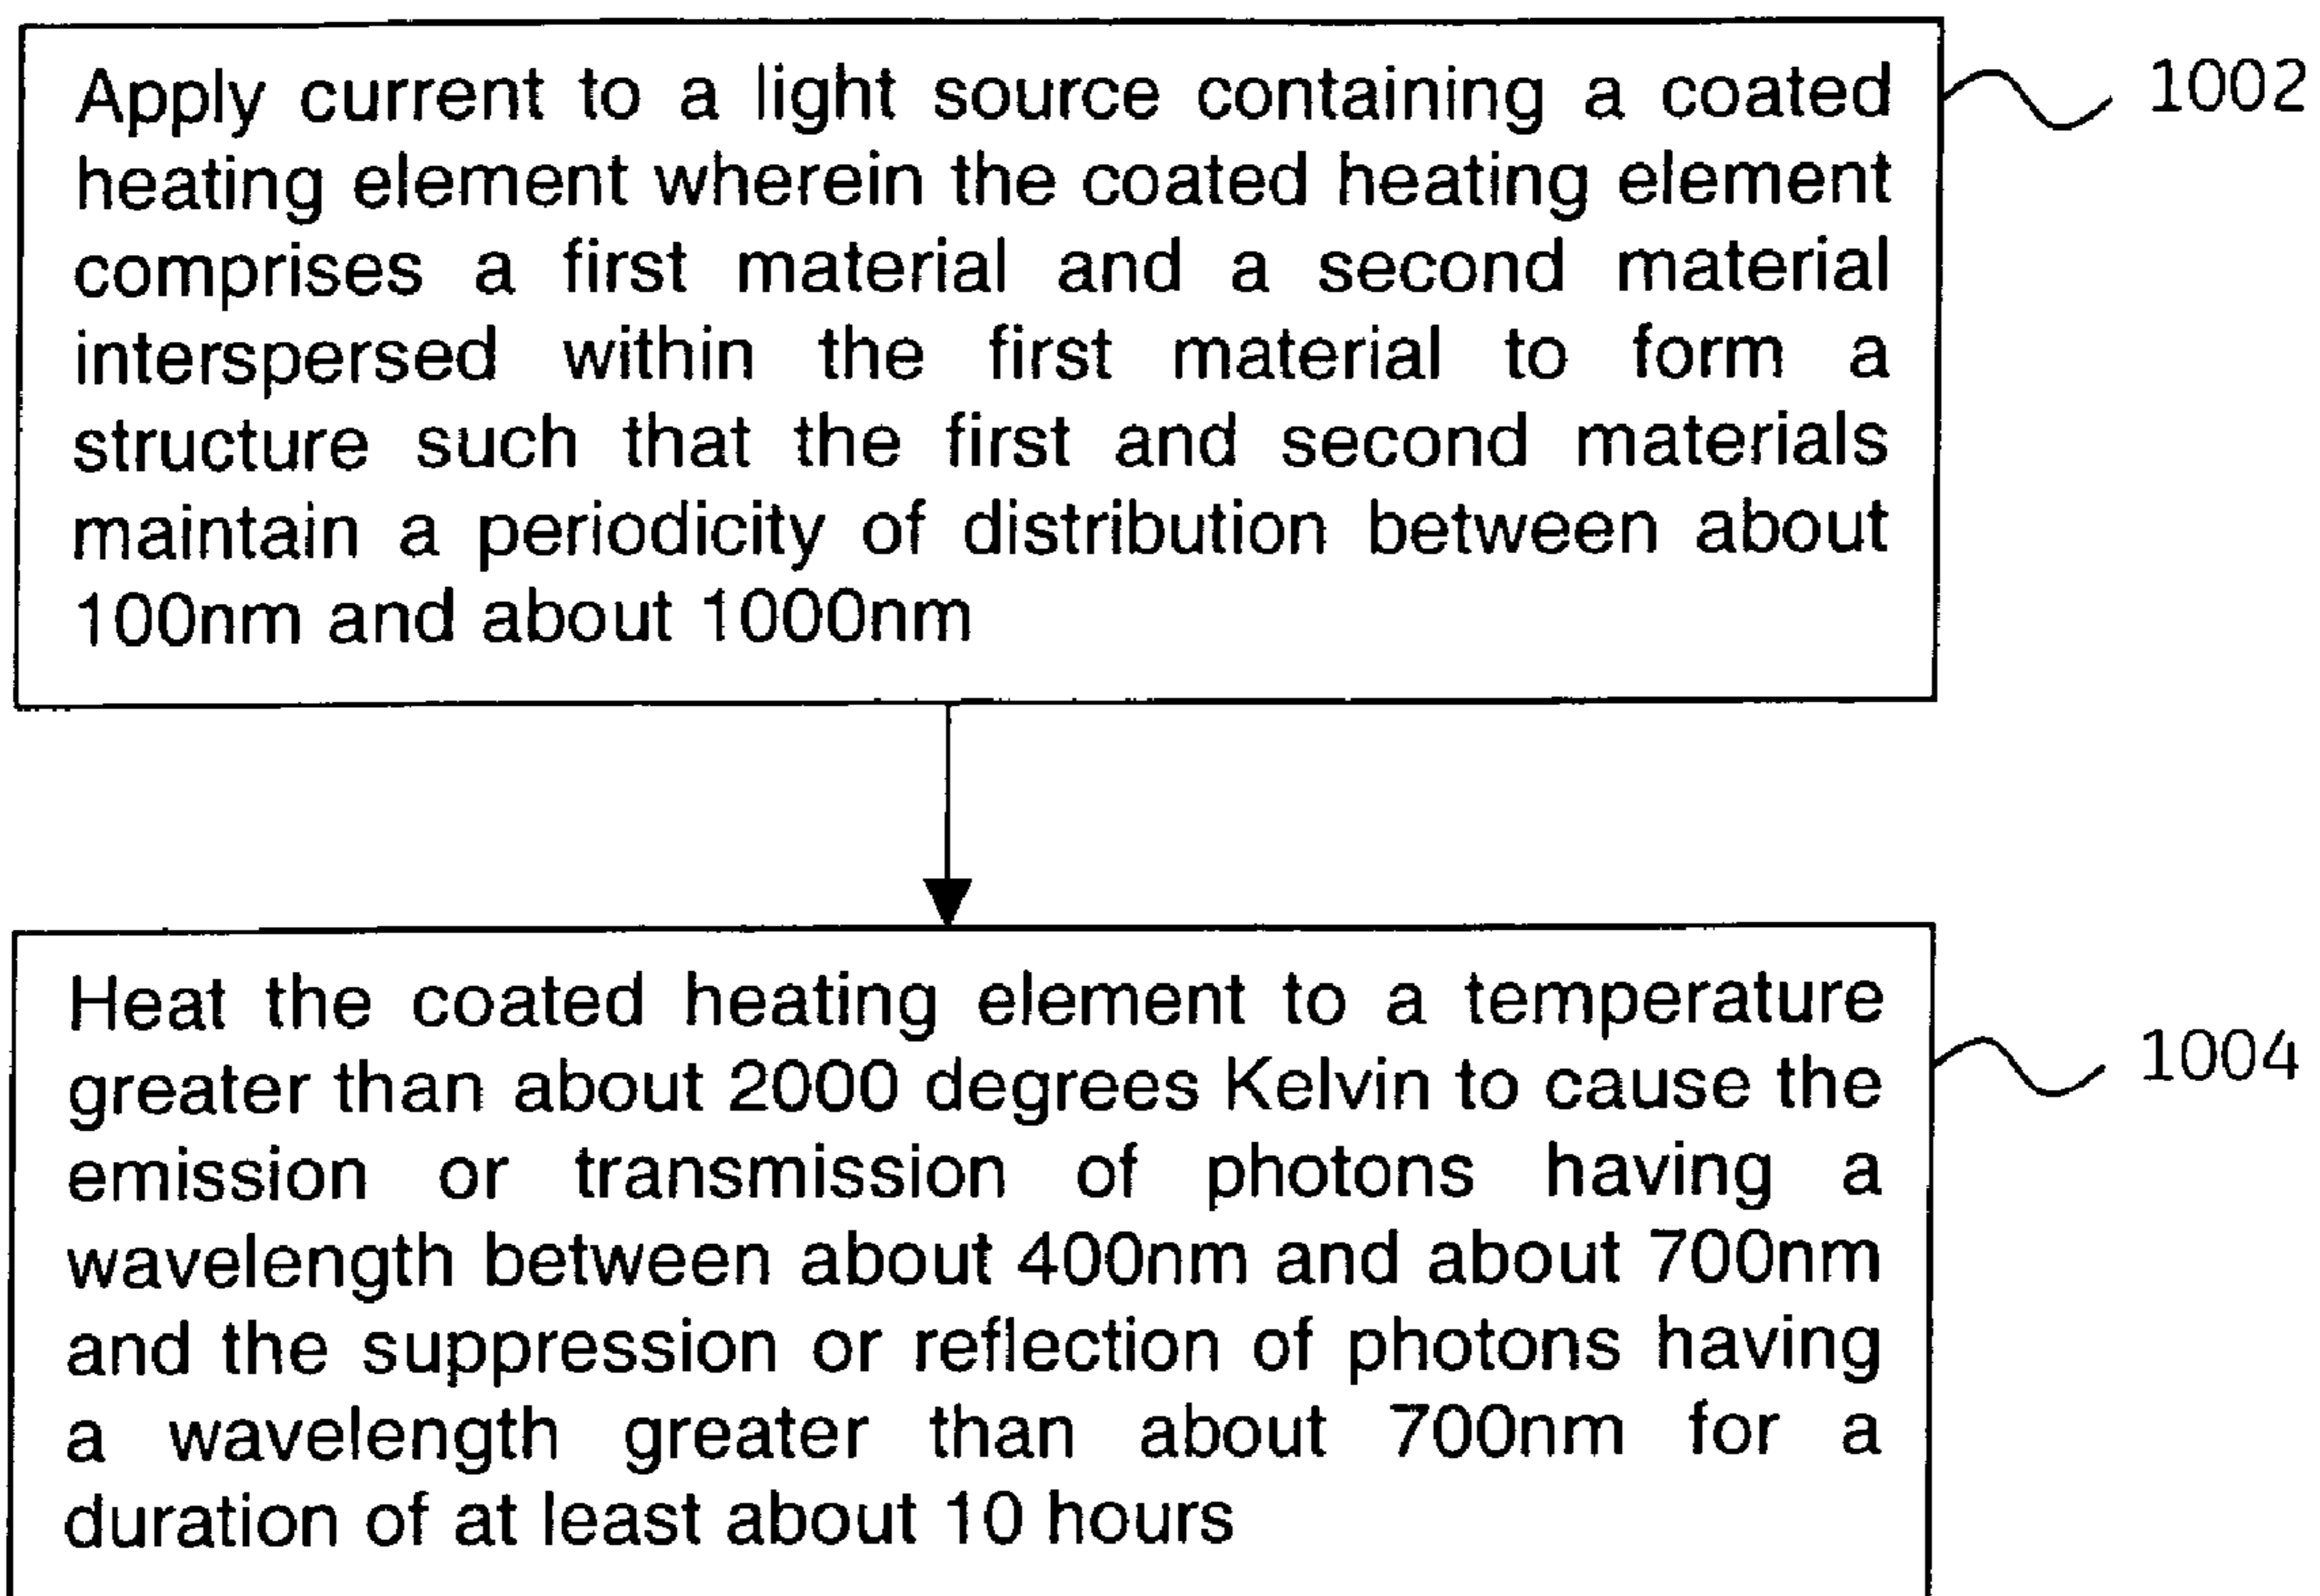 Apply current to a light source containing a coated
heating element wherein the coated heating element
comprises a first material and a second material
interspersed within the first material to form a
structure such that the first and second materials
maintain a periodicity of distribution between about
100nm and about 1000nm
1002
Heat the coated heating element to a temperature
greater than about 2000 degrees Kelvin to cause the
emission or transmission of photons having a
wavelength between about 400nm and about 700nm
and the suppression or reflection of photons having
a wavelength greater than about 700nm for a
duration of at least about 10 hours
1004